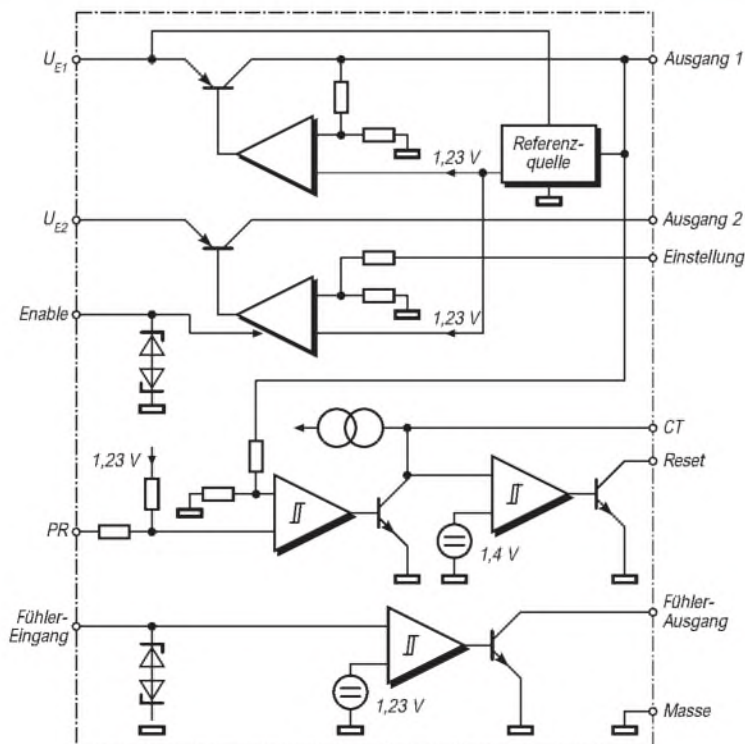 U_E1
Ausgang 1
1,23 V
Referenz-
quelle
U_E2
Ausgang 2
Einstellung
Enable
1,23 V
CT
1,23 V
Reset
PR
1,4 V
Fühler-
Eingang
Fühler-
Ausgang
1,23 V
Masse